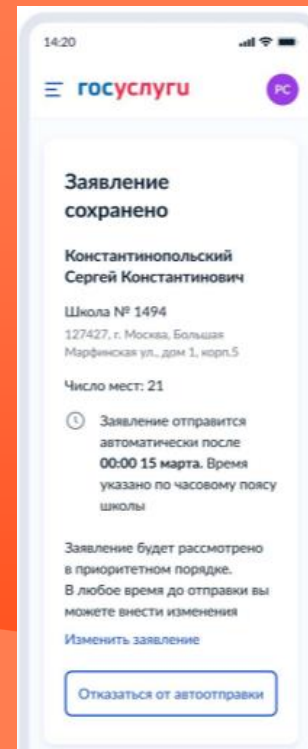 14:20
госуслуги
РС
Заявление
сохранено
Константинопольский
Сергей Константинович
Школа № 1494
127427, г. Москва, Большая
Марфинская ул., дом 1, корп.5
Число мест: 21
Заявление отправится
автоматически после
00:00 15 марта. Время
указано по часовому поясу
школы
Заявление будет рассмотрено
в приоритетном порядке.
В любое время до отправки вы
можете внести изменения
Изменить заявление
Отказаться от автоотправки